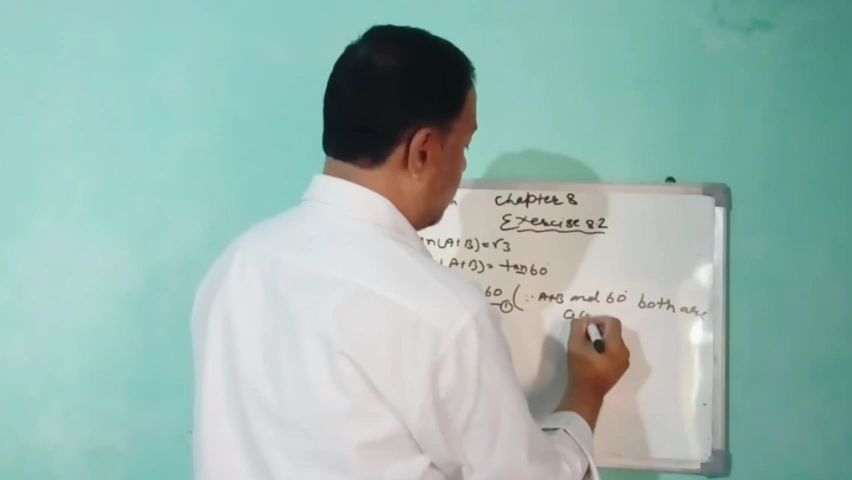 Chapter 8
Exercise 8.2
(A+B)=√3
(A+B)= tan60°
60 (∵ A+B and 60° both are